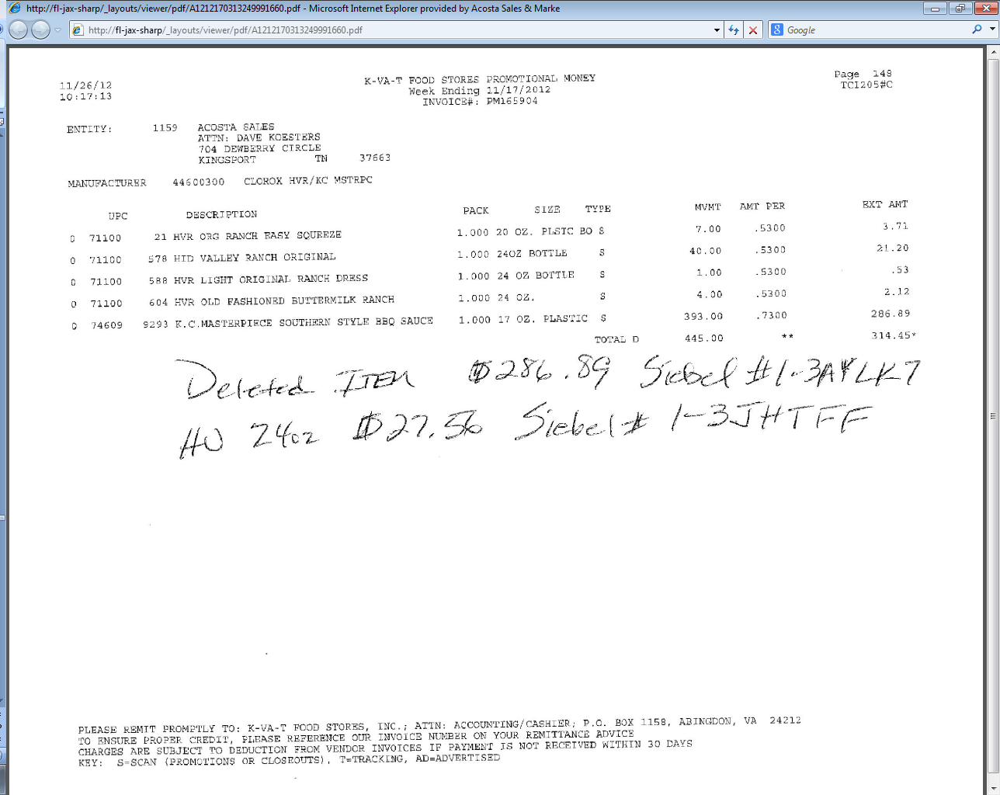 http://fl-jax-sharp/_layouts/viewer/pdf/A1212170313249991660.pdf - Microsoft Internet Explorer provided by Acosta Sales & Marke
http://fl-jax-sharp/_layouts/viewer/pdf/A1212170313249991660.pdf Google
11/26/12 K-VA-T FOOD STORES PROMOTIONAL MONEY Page 148
10:17:13 Week Ending 11/17/2012 TCI205#C
INVOICE#: PM165904
ENTITY: 1159 ACOSTA SALES
ATTN: DAVE KOESTERS
704 DEWBERRY CIRCLE
KINGSPORT TN 37663
MANUFACTURER 44600300 CLOROX HVR/KC MSTRPC
UPC DESCRIPTION PACK SIZE TYPE MVMT AMT PER EXT AMT
0 71100 21 HVR ORG RANCH EASY SQUEEZE 1.000 20 OZ. PLSTC BO S 7.00 .5300 3.71
0 71100 578 HID VALLEY RANCH ORIGINAL 1.000 24OZ BOTTLE S 40.00 .5300 21.20
0 71100 588 HVR LIGHT ORIGINAL RANCH DRESS 1.000 24 OZ BOTTLE S 1.00 .5300 .53
0 71100 604 HVR OLD FASHIONED BUTTERMILK RANCH 1.000 24 OZ. S 4.00 .5300 2.12
0 74609 9293 K.C.MASTERPIECE SOUTHERN STYLE BBQ SAUCE 1.000 17 OZ. PLASTIC S 393.00 .7300 286.89
TOTAL D 445.00 ** 314.45*
Deleted ITEM $286.89 Siebel #1-3AYLK7
HV 24oz $27.56 Siebel# 1-3JHTFF
PLEASE REMIT PROMPTLY TO: K-VA-T FOOD STORES, INC.; ATTN: ACCOUNTING/CASHIER; P.O. BOX 1158, ABINGDON, VA 24212
TO ENSURE PROPER CREDIT, PLEASE REFERENCE OUR INVOICE NUMBER ON YOUR REMITTANCE ADVICE
CHARGES ARE SUBJECT TO DEDUCTION FROM VENDOR INVOICES IF PAYMENT IS NOT RECEIVED WITHIN 30 DAYS
KEY: S=SCAN (PROMOTIONS OR CLOSEOUTS), T=TRACKING, AD=ADVERTISED